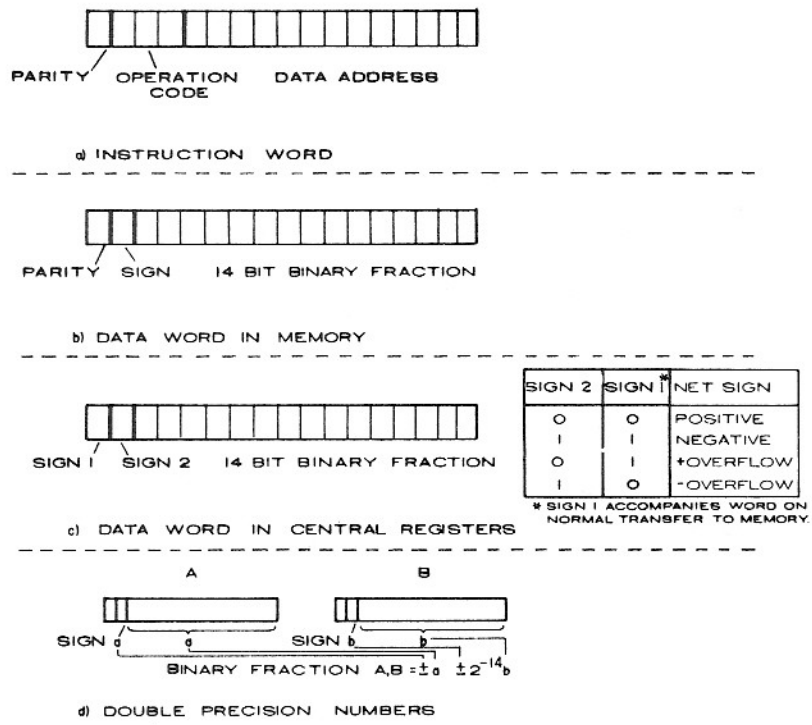 PARITY OPERATION CODE DATA ADDRESS
a) INSTRUCTION WORD
PARITY SIGN 14 BIT BINARY FRACTION
b) DATA WORD IN MEMORY
SIGN 1 SIGN 2 14 BIT BINARY FRACTION
SIGN 2 SIGN 1* NET SIGN
0 0 POSITIVE
1 1 NEGATIVE
0 1 +OVERFLOW
1 0 -OVERFLOW
* SIGN 1 ACCOMPANIES WORD ON
NORMAL TRANSFER TO MEMORY.
c) DATA WORD IN CENTRAL REGISTERS
A B
SIGN a a SIGN b b
BINARY FRACTION A,B = ±a ±2⁻¹⁴b
d) DOUBLE PRECISION NUMBERS